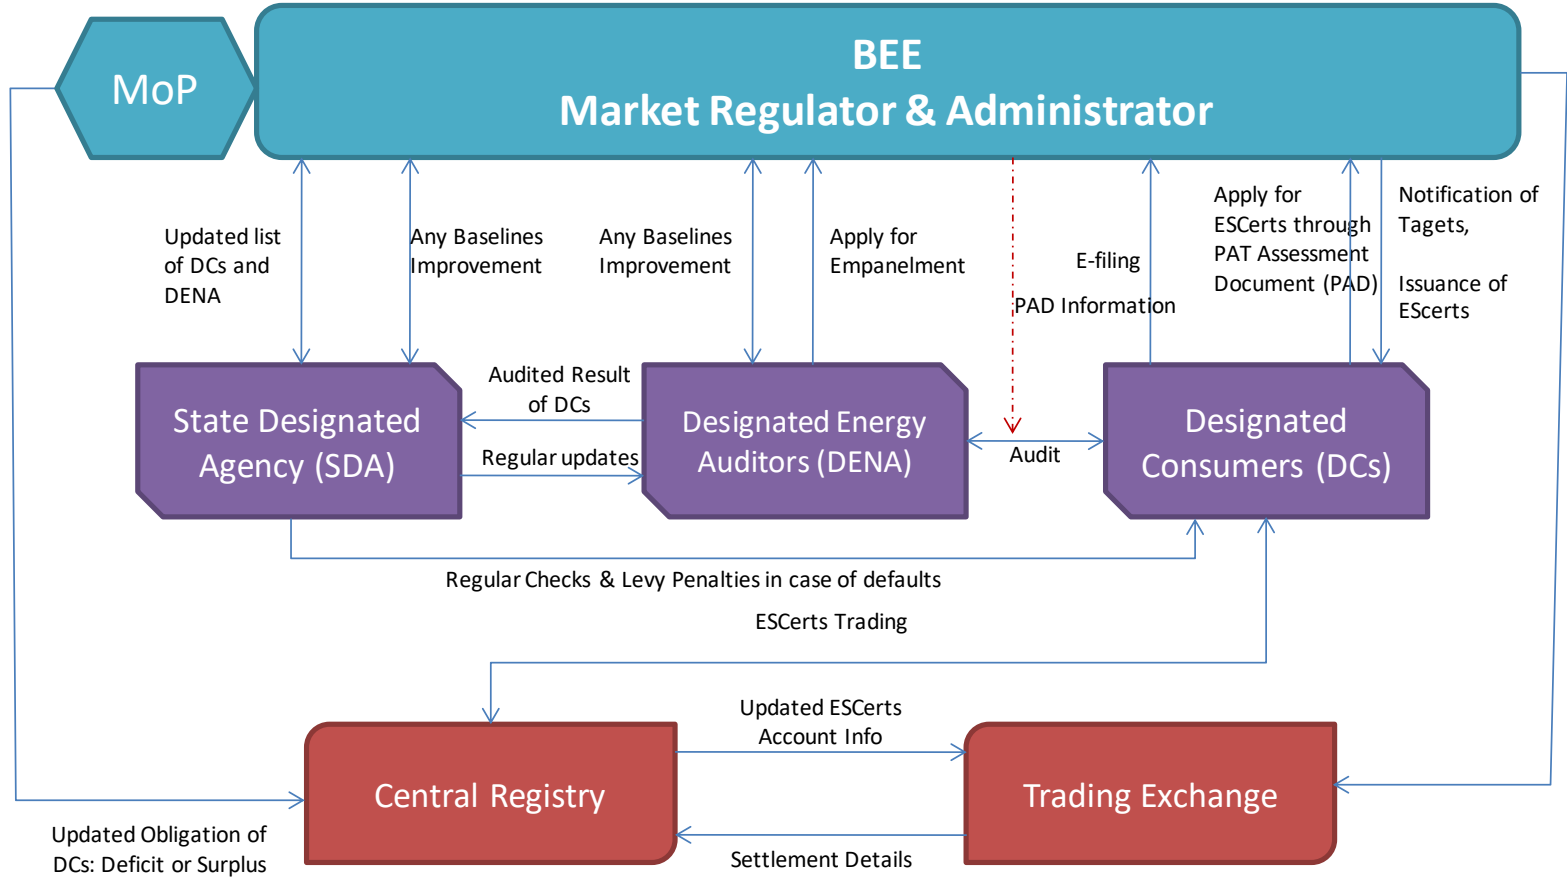 MoP
BEE
Market Regulator & Administrator
Updated list
of DCs and
DENA
Any Baselines
Improvement
Any Baselines
Improvement
Apply for
Empanelment
E-filing
PAD Information
Apply for
ESCerts through
PAT Assessment
Document (PAD)
Notification of
Tagets,
Issuance of
EScerts
State Designated
Agency (SDA)
Audited Result
of DCs
Regular updates
Designated Energy
Auditors (DENA)
Audit
Designated
Consumers (DCs)
Regular Checks & Levy Penalties in case of defaults
ESCerts Trading
Updated ESCerts
Account Info
Central Registry
Trading Exchange
Settlement Details
Updated Obligation of
DCs: Deficit or Surplus